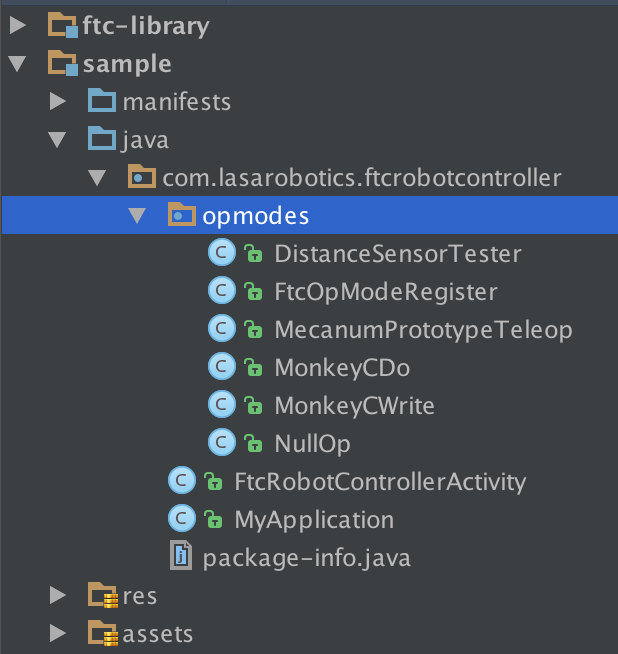 ftc-library
sample
manifests
java
com.lasarobotics.ftcrobotcontroller
opmodes
C DistanceSensorTester
C FtcOpModeRegister
C MecanumPrototypeTeleop
C MonkeyCDo
C MonkeyCWrite
C NullOp
C FtcRobotControllerActivity
C MyApplication
j package-info.java
res
assets